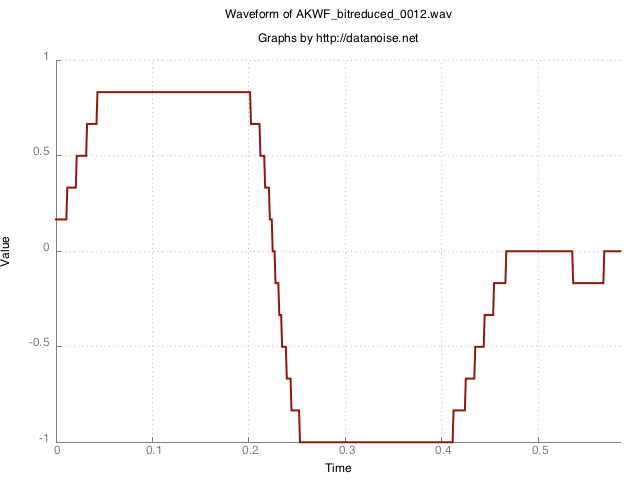 Waveform of AKWF_bitreduced_0012.wav
Graphs by http://datanoise.net
1
0.5
0
-0.5
-1
Value
0 0.1 0.2 0.3 0.4 0.5
Time